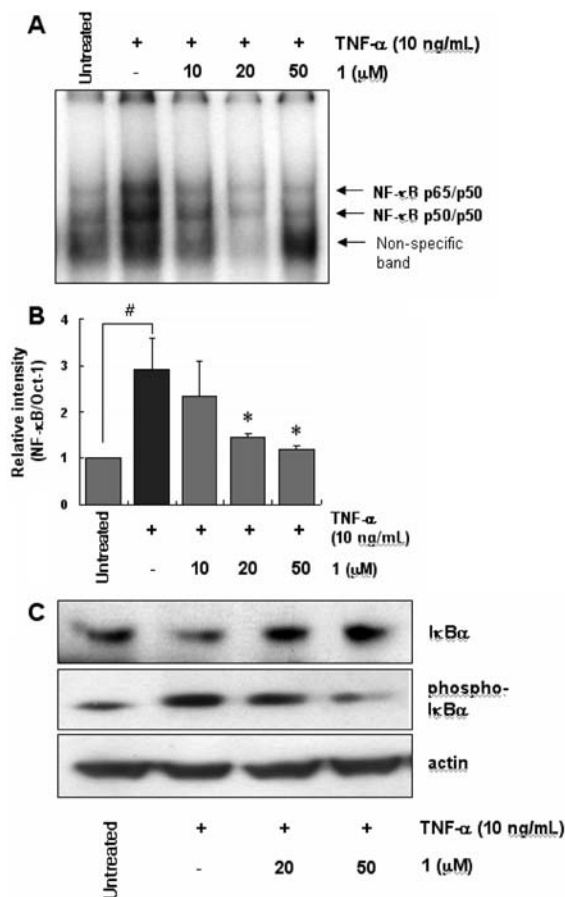 A
Untreated + + + + TNF-α (10 ng/mL)
- 10 20 50 1 (μM)
NF-κB p65/p50
NF-κB p50/p50
Non-specific
band
B
Relative intensity
(NF-κB/Oct-1)
4
3
2
1
0
#
* *
Untreated + + + + TNF-α
(10 ng/mL)
- 10 20 50 1 (μM)
C
IκBα
phospho-
IκBα
actin
Untreated + + + TNF-α (10 ng/mL)
- 20 50 1 (μM)